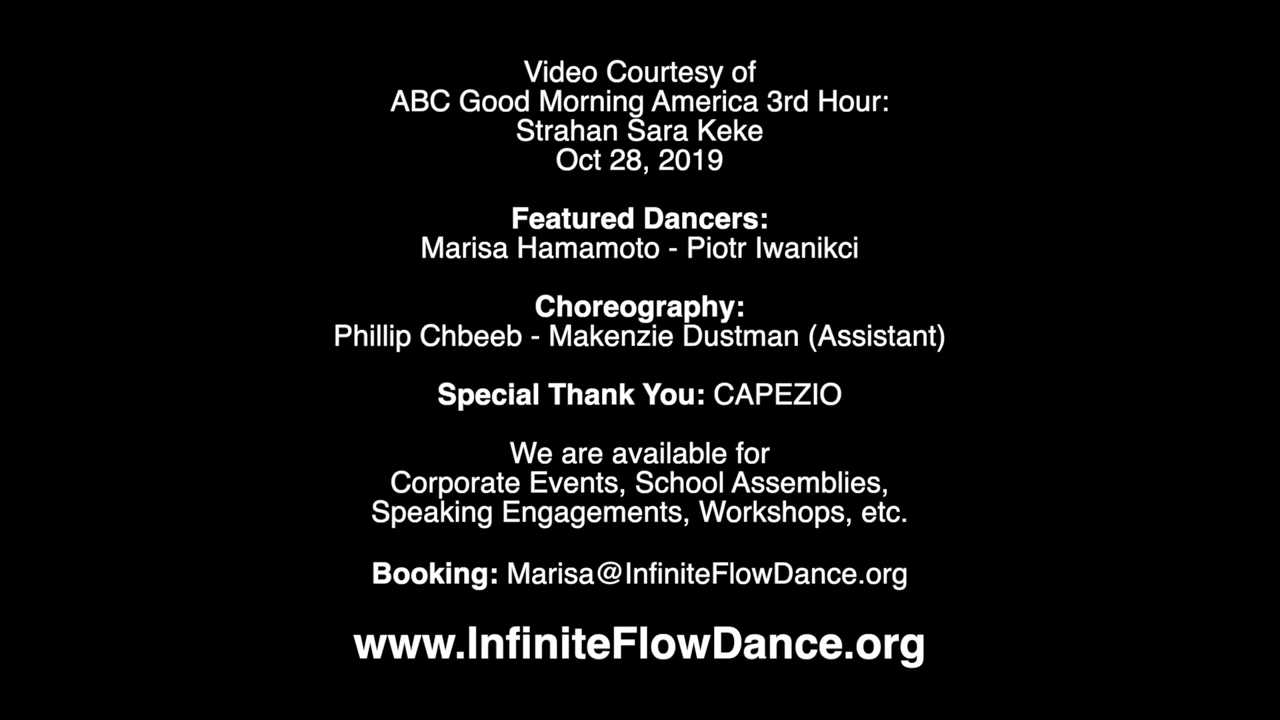 Video Courtesy of
ABC Good Morning America 3rd Hour:
Strahan Sara Keke
Oct 28, 2019
Featured Dancers:
Marisa Hamamoto - Piotr Iwanikci
Choreography:
Phillip Chbeeb - Makenzie Dustman (Assistant)
Special Thank You: CAPEZIO
We are available for
Corporate Events, School Assemblies,
Speaking Engagements, Workshops, etc.
Booking: Marisa@InfiniteFlowDance.org
www.InfiniteFlowDance.org